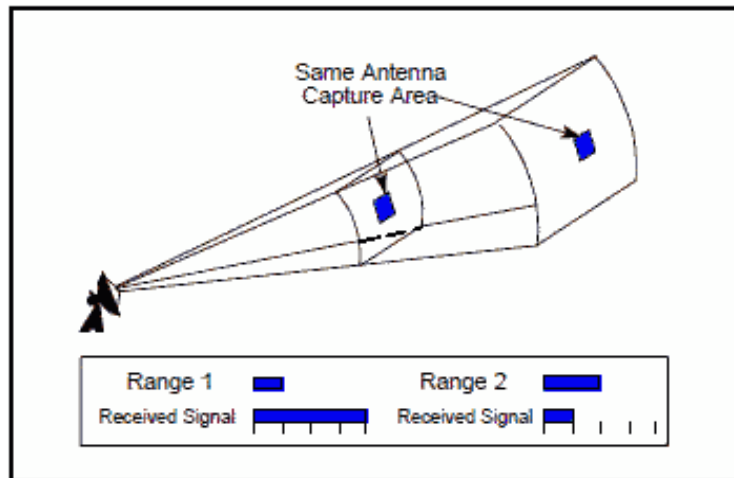 Same Antenna
Capture Area
Range 1
Range 2
Received Signal
Received Signal